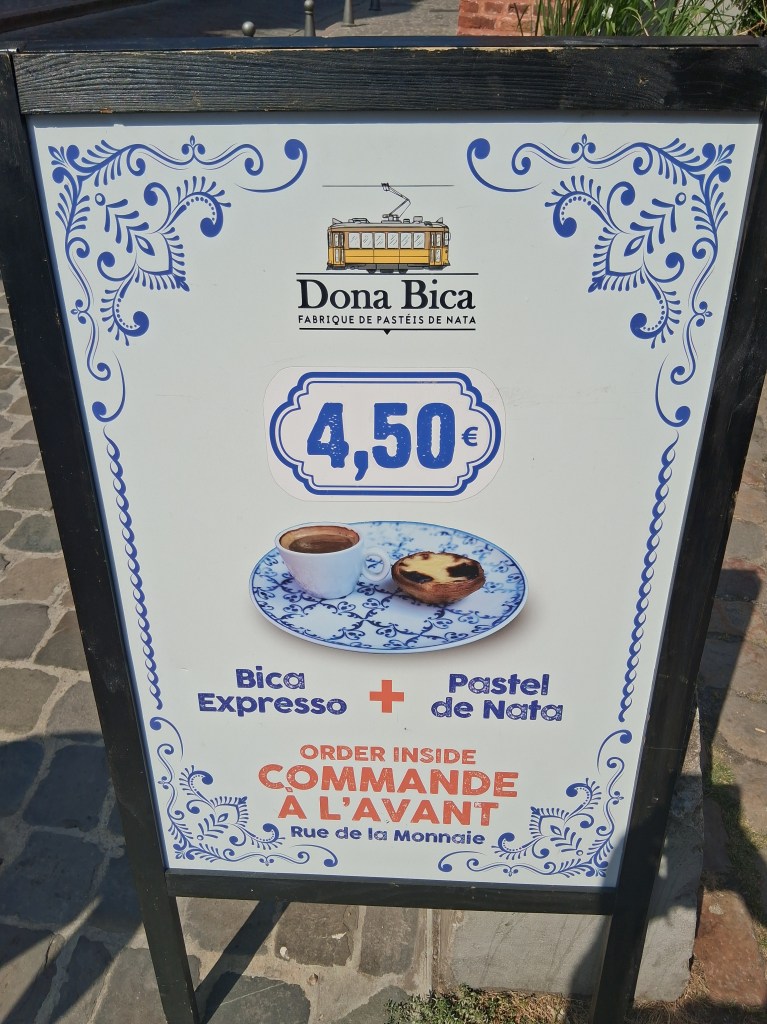 Dona Bica
FABRIQUE DE PASTÉIS DE NATA
4,50€
Bica
Expresso
+
Pastel
de Nata
ORDER INSIDE
COMMANDE
À L'AVANT
Rue de la Monnaie